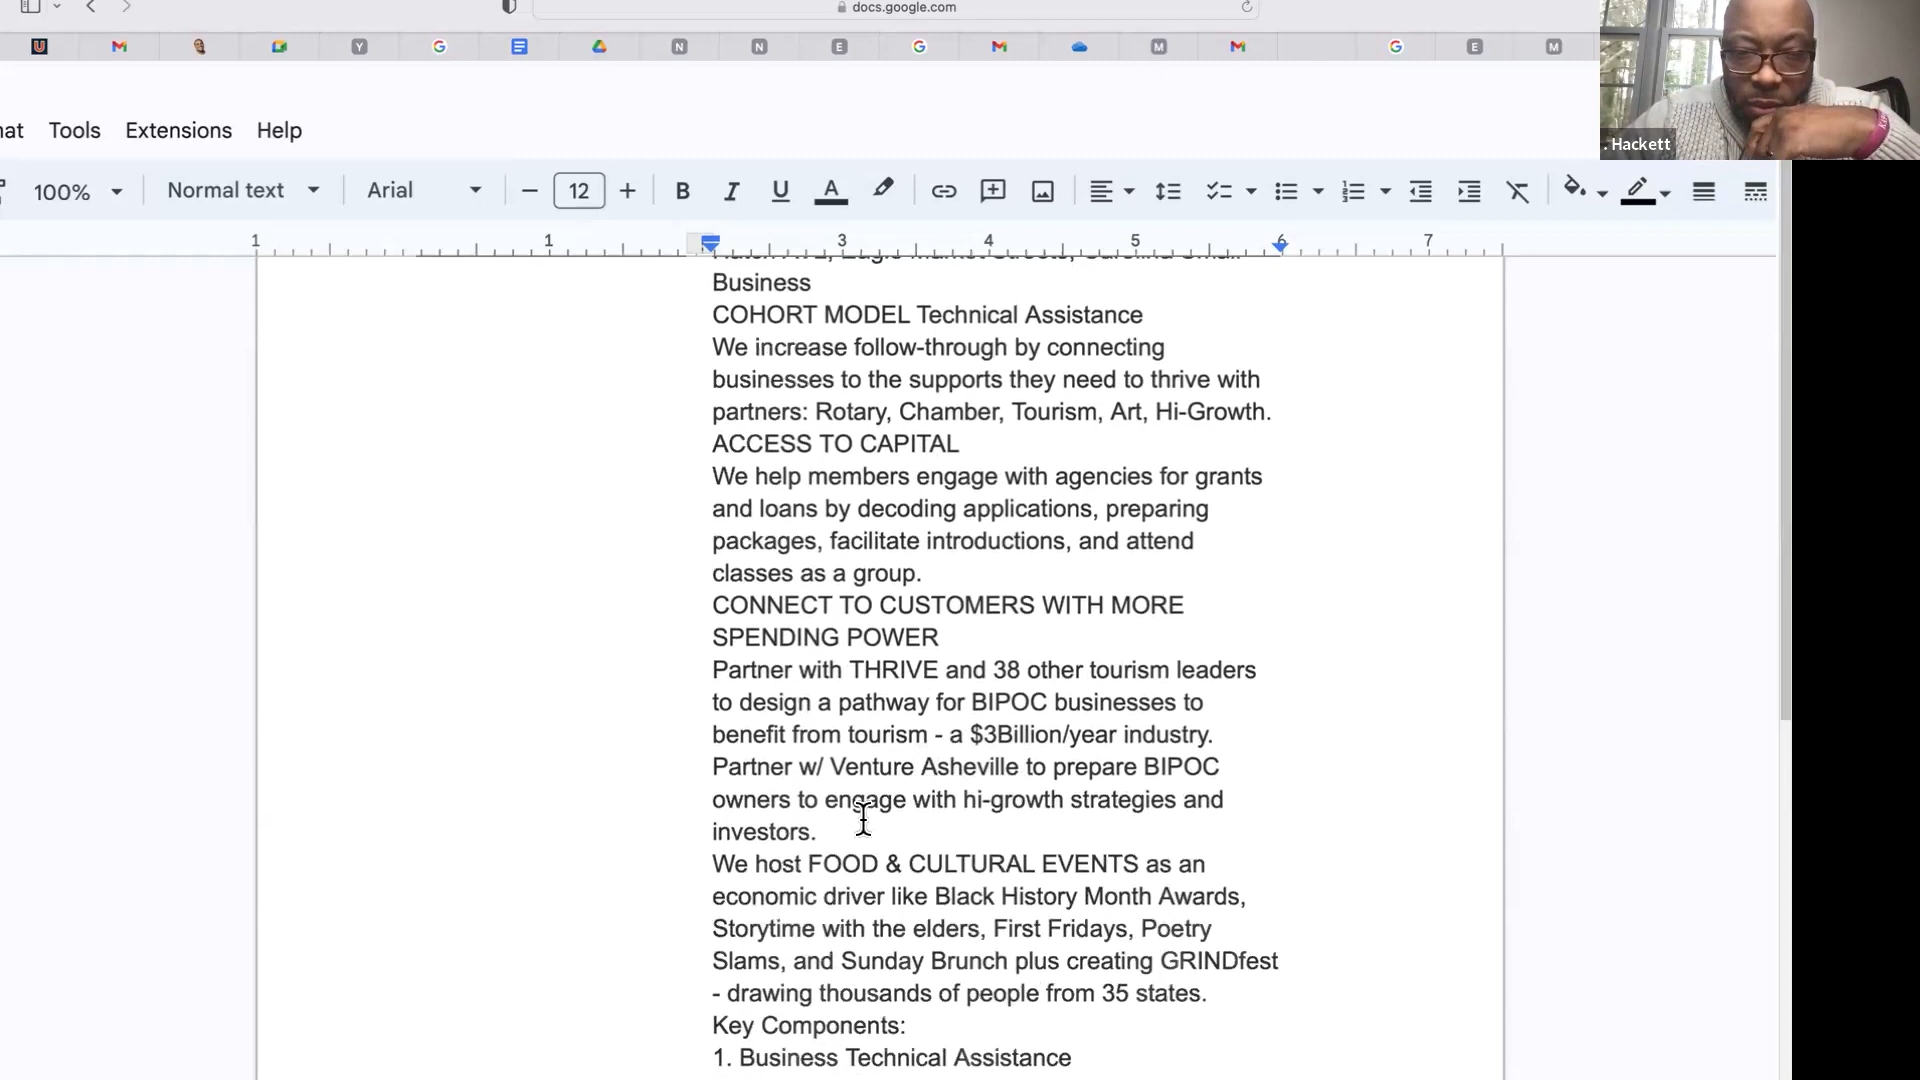 docs.google.com
U
Y
N
N
E
M
E
M
. Hackett
Tools Extensions Help
100% Normal text Arial 12 B I U A
1 1 3 4 5 6 7
Business
COHORT MODEL Technical Assistance
We increase follow-through by connecting
businesses to the supports they need to thrive with
partners: Rotary, Chamber, Tourism, Art, Hi-Growth.
ACCESS TO CAPITAL
We help members engage with agencies for grants
and loans by decoding applications, preparing
packages, facilitate introductions, and attend
classes as a group.
CONNECT TO CUSTOMERS WITH MORE
SPENDING POWER
Partner with THRIVE and 38 other tourism leaders
to design a pathway for BIPOC businesses to
benefit from tourism - a $3Billion/year industry.
Partner w/ Venture Asheville to prepare BIPOC
owners to engage with hi-growth strategies and
investors.
We host FOOD & CULTURAL EVENTS as an
economic driver like Black History Month Awards,
Storytime with the elders, First Fridays, Poetry
Slams, and Sunday Brunch plus creating GRINDfest
- drawing thousands of people from 35 states.
Key Components:
1. Business Technical Assistance